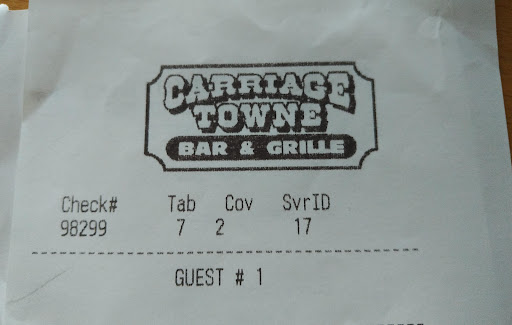 CARRIAGE
TOWNE
BAR & GRILLE
Check# Tab Cov SvrID
98299 7 2 17
GUEST # 1